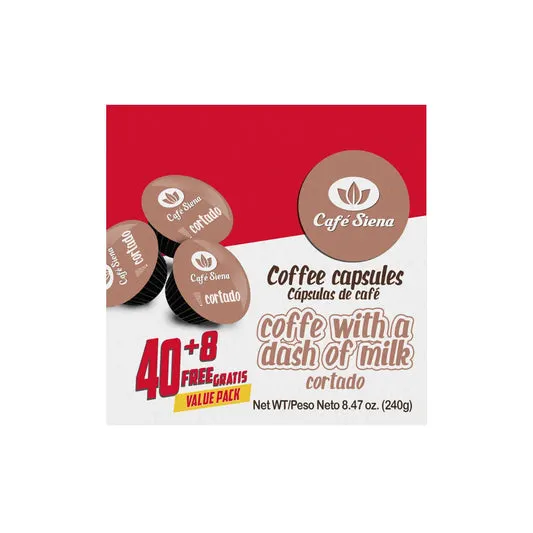 Café Siena
cortado
Café Siena
cortado
Café Siena
cortado
Café Siena
Coffee capsules
Cápsulas de café
coffe with a
dash of milk
cortado
40+8
FREE GRATIS
VALUE PACK
Net WT/Peso Neto 8.47 oz. (240g)